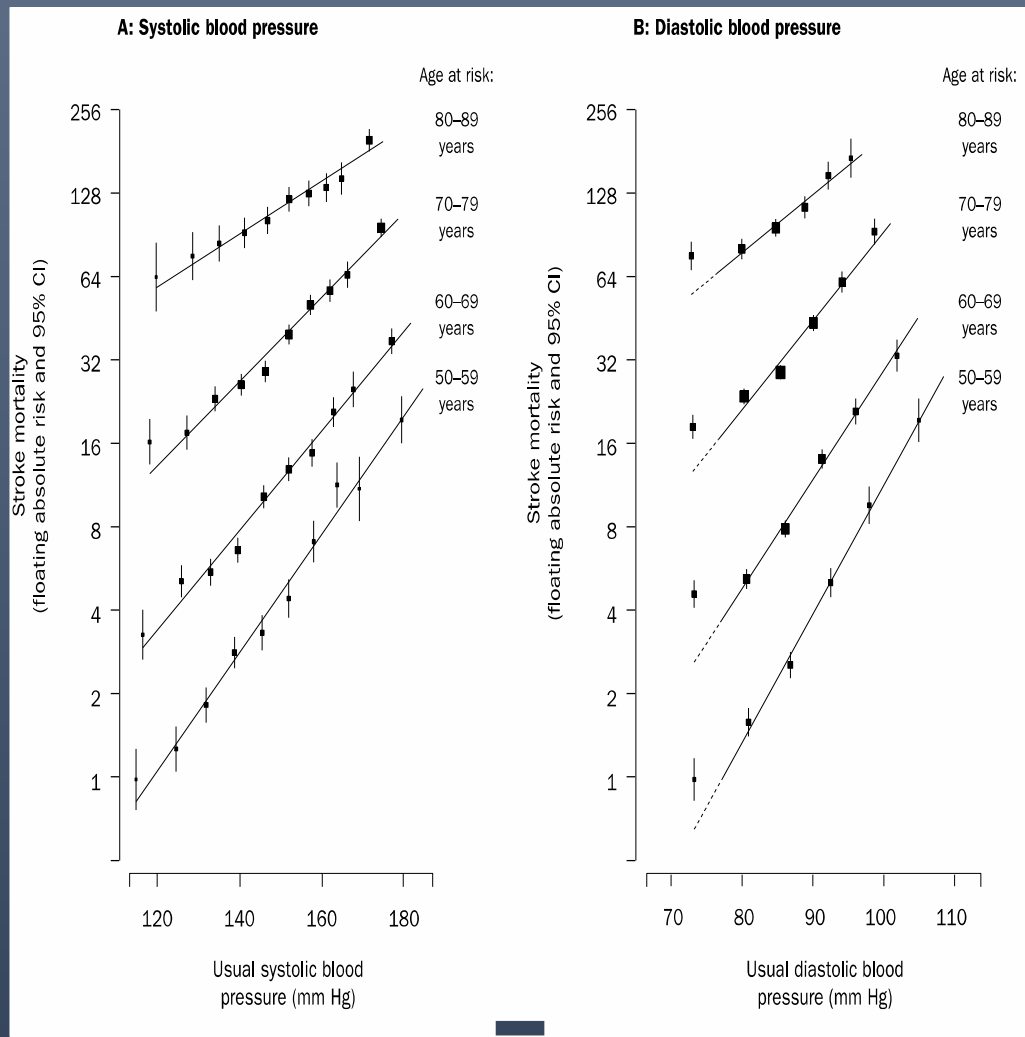 A: Systolic blood pressure
Age at risk:
256
128
64
32
16
8
4
2
1
80–89
years
70–79
years
60–69
years
50–59
years
Stroke mortality
(floating absolute risk and 95% CI)
120 140 160 180
Usual systolic blood
pressure (mm Hg)
B: Diastolic blood pressure
Age at risk:
256
128
64
32
16
8
4
2
1
80–89
years
70–79
years
60–69
years
50–59
years
Stroke mortality
(floating absolute risk and 95% CI)
70 80 90 100 110
Usual diastolic blood
pressure (mm Hg)